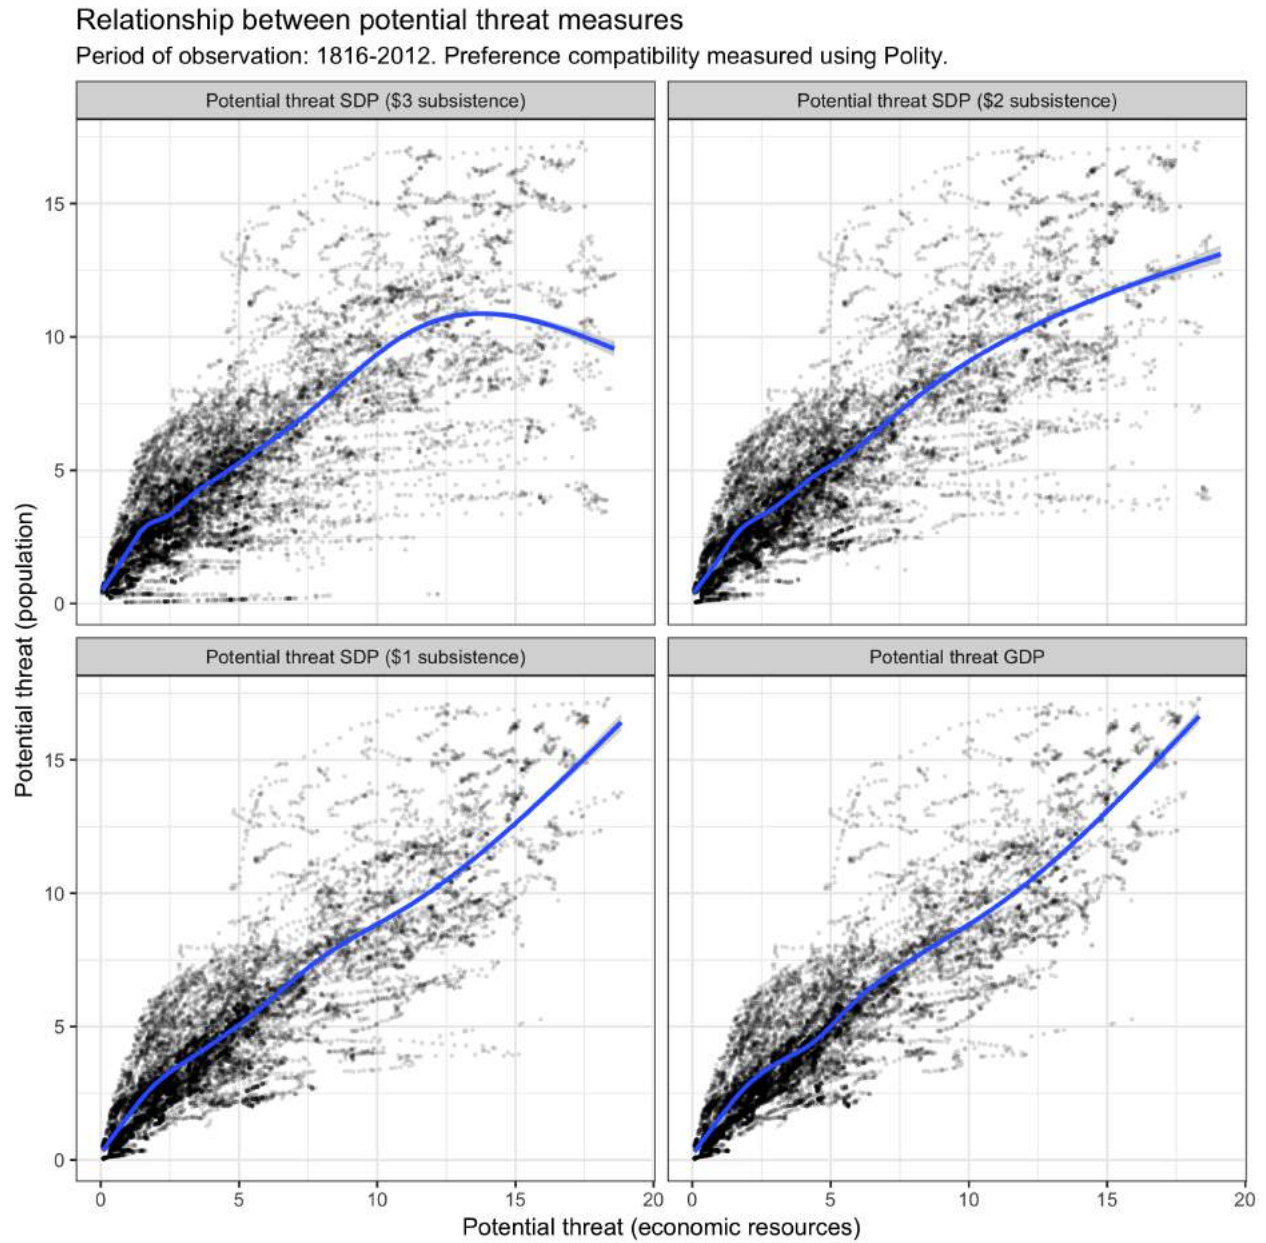 Relationship between potential threat measures
Period of observation: 1816-2012. Preference compatibility measured using Polity.
Potential threat SDP ($3 subsistence)
Potential threat SDP ($2 subsistence)
15
10
5
0
Potential threat (population)
Potential threat SDP ($1 subsistence)
Potential threat GDP
15
10
5
0
0 5 10 15 20 0 5 10 15 20
Potential threat (economic resources)